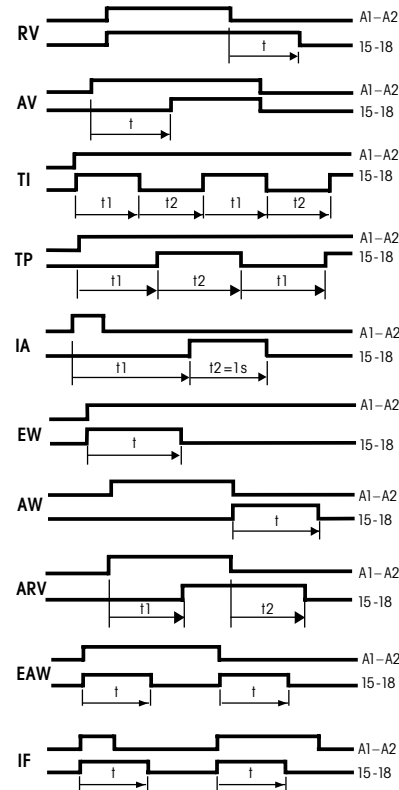 RV A1–A2
t 15-18
AV A1–A2
15-18
t
TI A1–A2
15-18
t1 t2 t1 t2
TP A1–A2
15-18
t1 t2 t1
IA A1–A2
15-18
t1 t2=1s
EW A1–A2
15-18
t
AW A1–A2
15-18
t
ARV A1–A2
15-18
t1 t2
EAW A1–A2
15-18
t t
IF A1–A2
15-18
t t